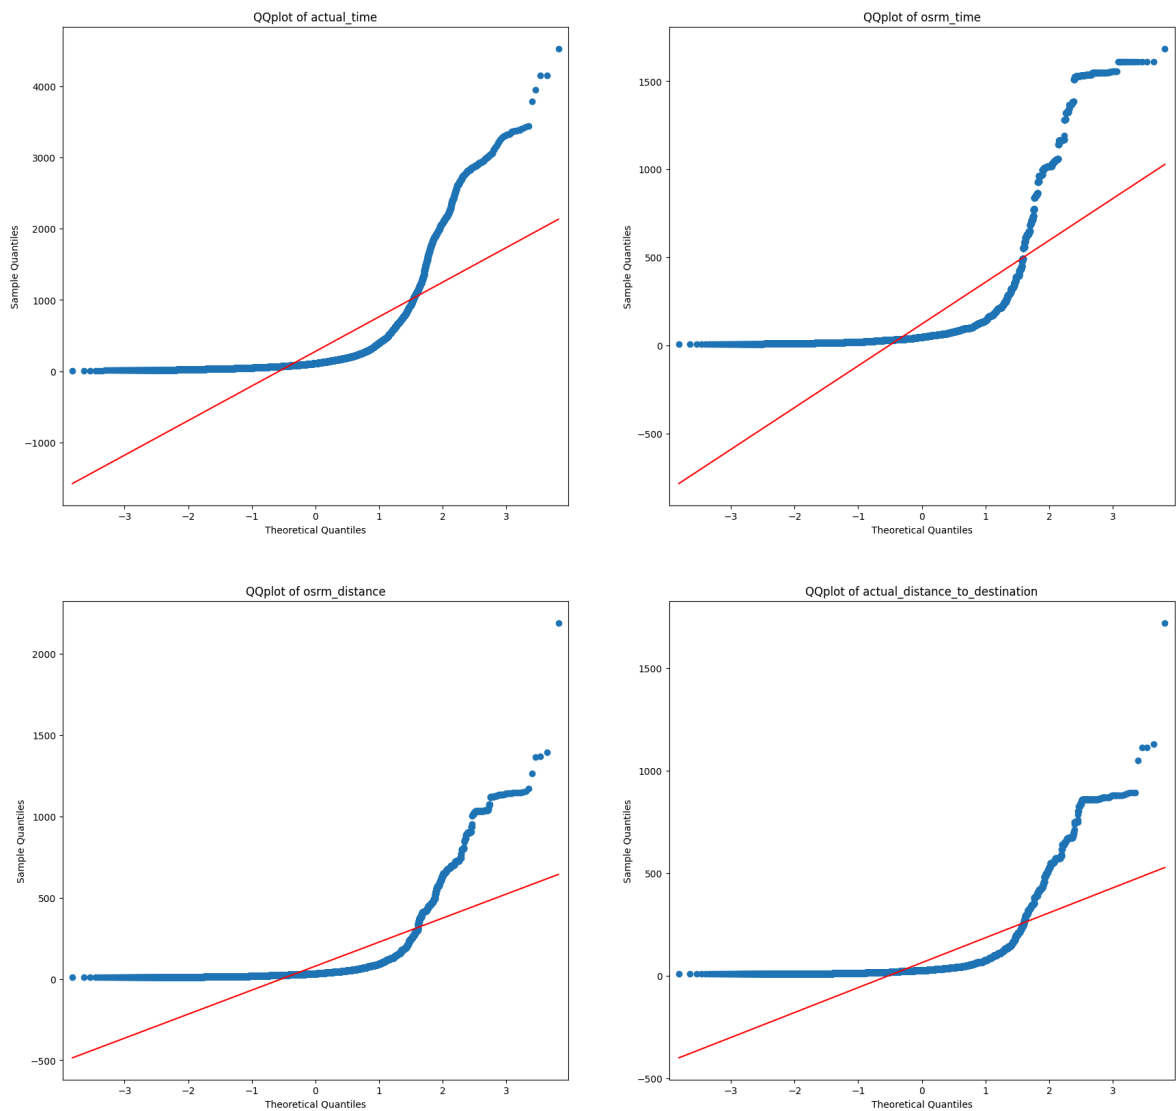 QQplot of actual_time
4000
3000
2000
1000
0
−1000
Sample Quantiles
−3 −2 −1 0 1 2 3
Theoretical Quantiles
QQplot of osrm_time
1500
1000
500
0
−500
Sample Quantiles
−3 −2 −1 0 1 2 3
Theoretical Quantiles
QQplot of osrm_distance
2000
1500
1000
500
0
−500
Sample Quantiles
−3 −2 −1 0 1 2 3
Theoretical Quantiles
QQplot of actual_distance_to_destination
1500
1000
500
0
−500
Sample Quantiles
−3 −2 −1 0 1 2 3
Theoretical Quantiles